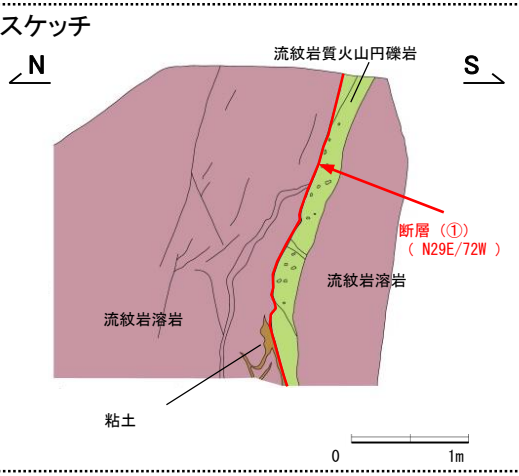 スケッチ
N
S
流紋岩質火山円礫岩
断層（①）
（ N29E/72W ）
流紋岩溶岩
流紋岩溶岩
粘土
0 1m